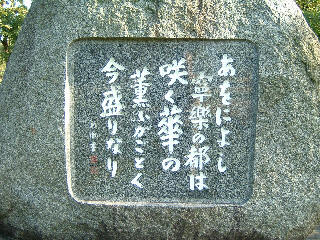 あをによし
寧樂の都は
咲く華の
薫ふがごとく
今盛りなり